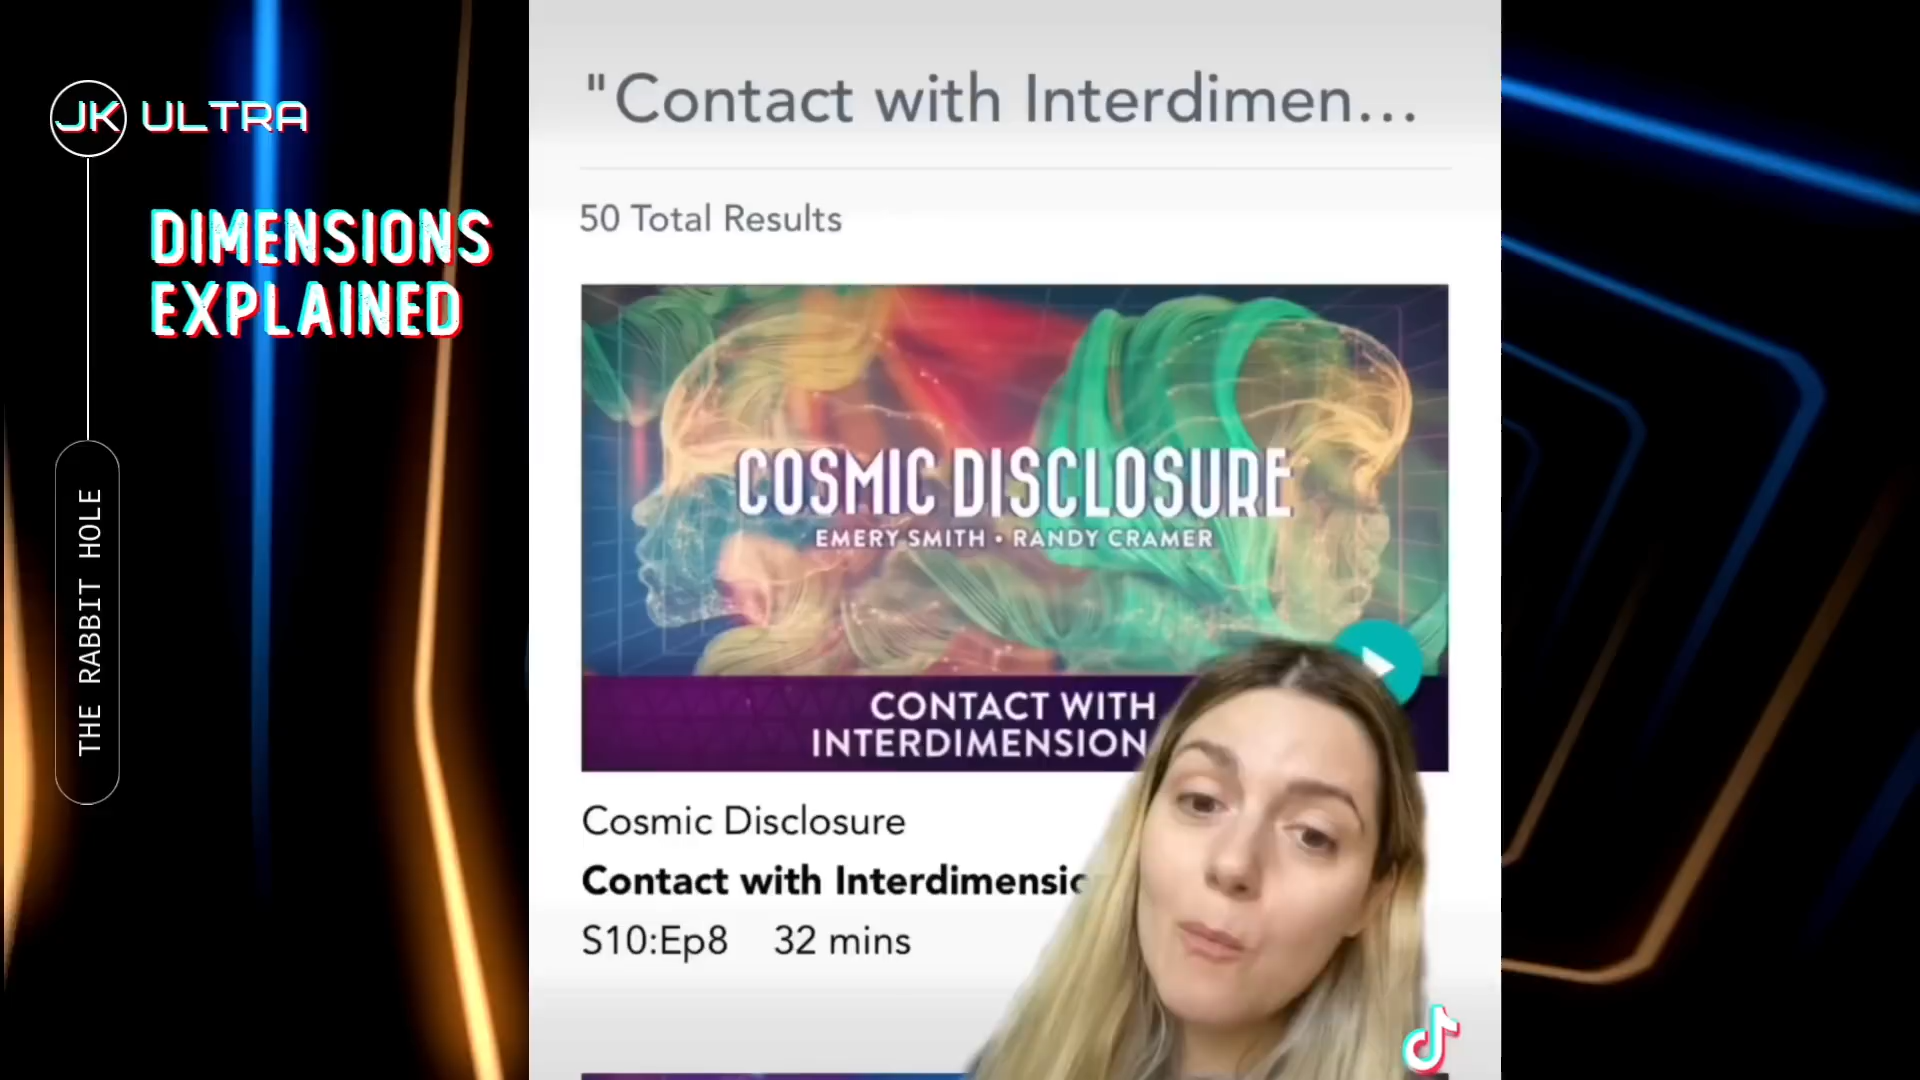 JK ULTRA
DIMENSIONS
EXPLAINED
THE RABBIT HOLE
"Contact with Interdimen...
50 Total Results
COSMIC DISCLOSURE
EMERY SMITH • RANDY CRAMER
CONTACT WITH
INTERDIMENSION
Cosmic Disclosure
Contact with Interdimensio
S10:Ep8 32 mins